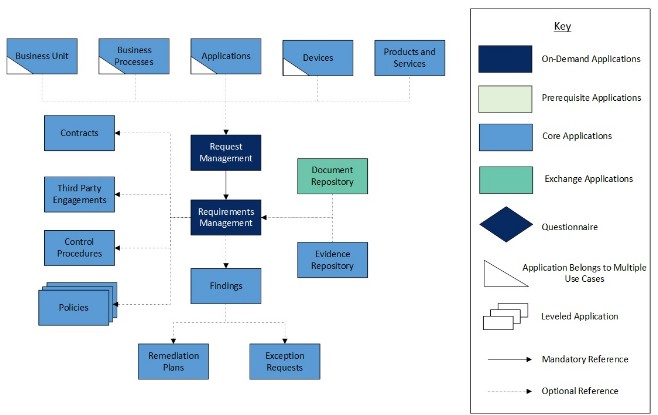 Key
Business Unit
Business
Processes
Applications
Devices
Products and
Services
On-Demand Applications
Prerequisite Applications
Contracts
Request
Management
Core Applications
Document
Repository
Exchange Applications
Third Party
Engagements
Requirements
Management
Questionnaire
Control
Procedures
Evidence
Repository
Application Belongs to Multiple
Use Cases
Findings
Policies
Leveled Application
Remediation
Plans
Exception
Requests
Mandatory Reference
Optional Reference